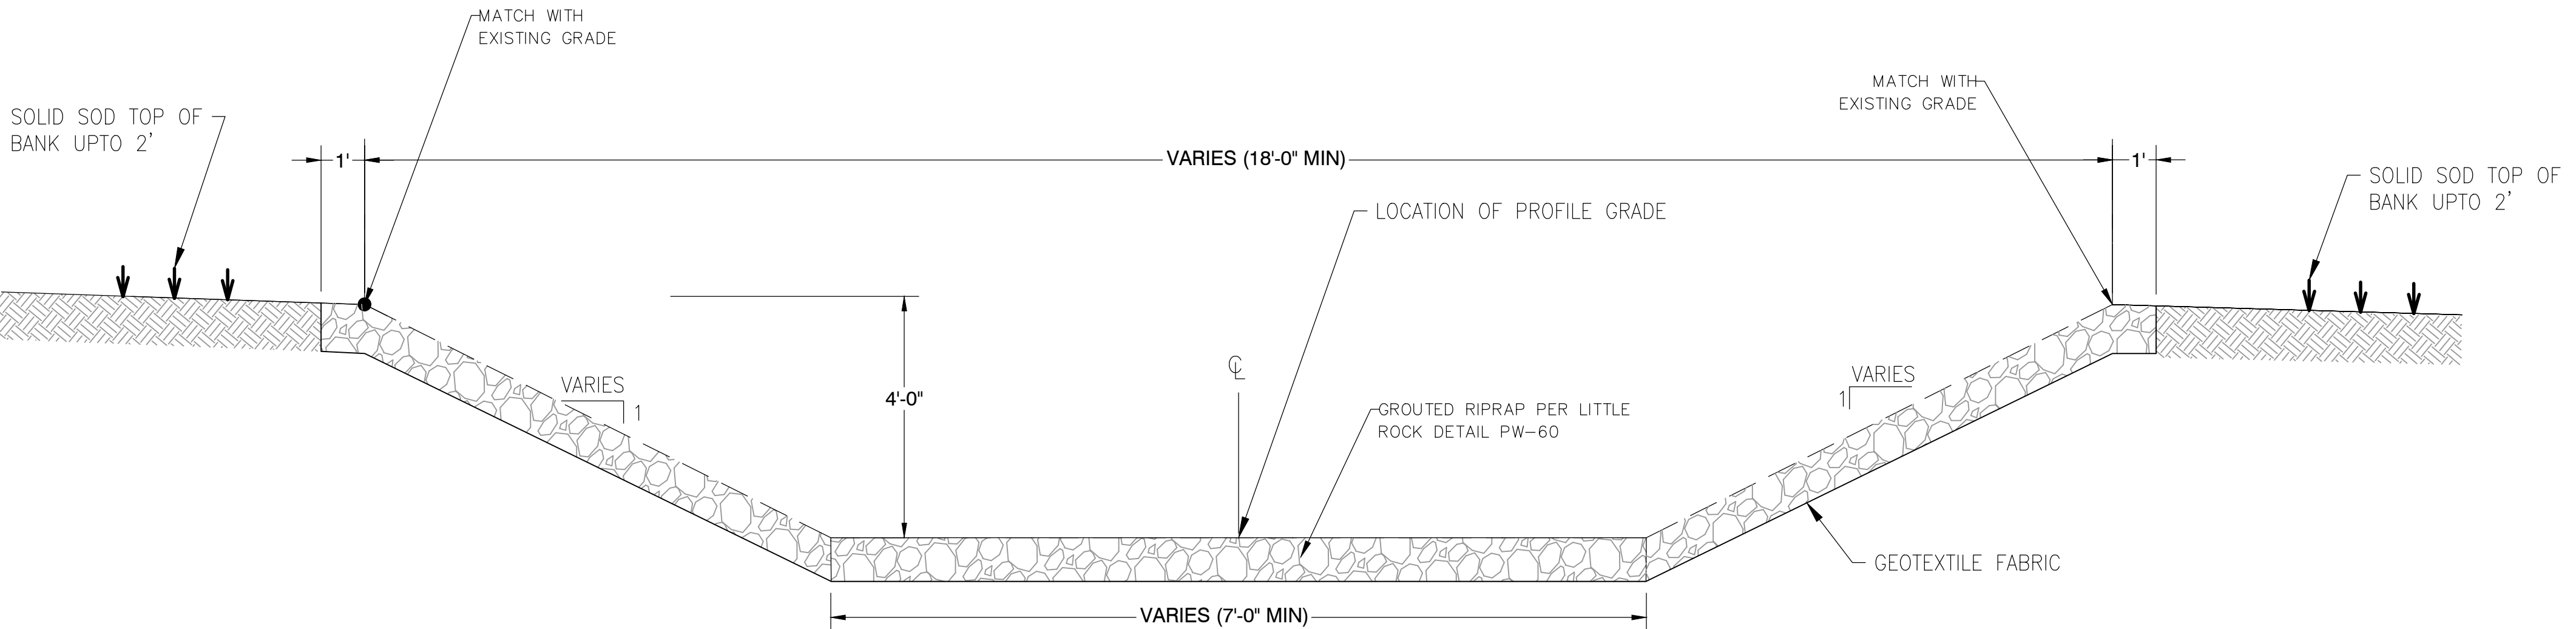 MATCH WITH
EXISTING GRADE
MATCH WITH
EXISTING GRADE
SOLID SOD TOP OF
BANK UPTO 2'
1'
VARIES (18'-0" MIN)
1'
SOLID SOD TOP OF
BANK UPTO 2'
LOCATION OF PROFILE GRADE
VARIES
1
4'-0"
CL
VARIES
1
GROUTED RIPRAP PER LITTLE
ROCK DETAIL PW-60
GEOTEXTILE FABRIC
VARIES (7'-0" MIN)